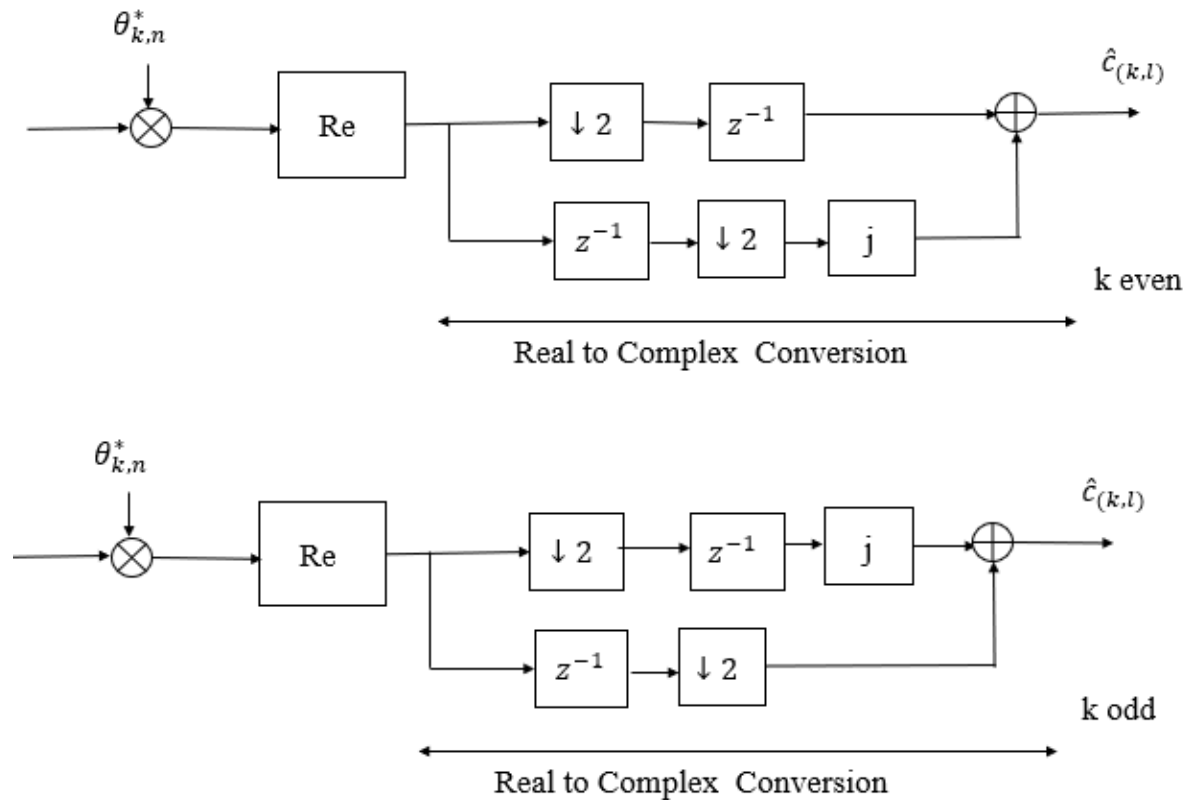 θ*k,n
ĉ(k,l)
Re
↓ 2
z⁻¹
z⁻¹
↓ 2
j
k even
Real to Complex Conversion
θ*k,n
ĉ(k,l)
Re
↓ 2
z⁻¹
j
z⁻¹
↓ 2
k odd
Real to Complex Conversion